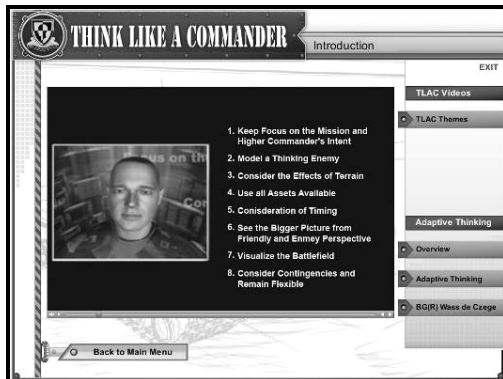 THINK LIKE A COMMANDER
Introduction
EXIT
TLAC Videos
TLAC Themes
1. Keep Focus on the Mission and
Higher Commander's Intent
2. Model a Thinking Enemy
3. Consider the Effects of Terrain
4. Use all Assets Available
5. Conisderation of Timing
6. See the Bigger Picture from
Friendly and Enmey Perspective
7. Visualize the Battlefield
8. Consider Contingencies and
Remain Flexible
Adaptive Thinking
Overview
Adaptive Thinking
BG(R) Wass de Czege
Back to Main Menu